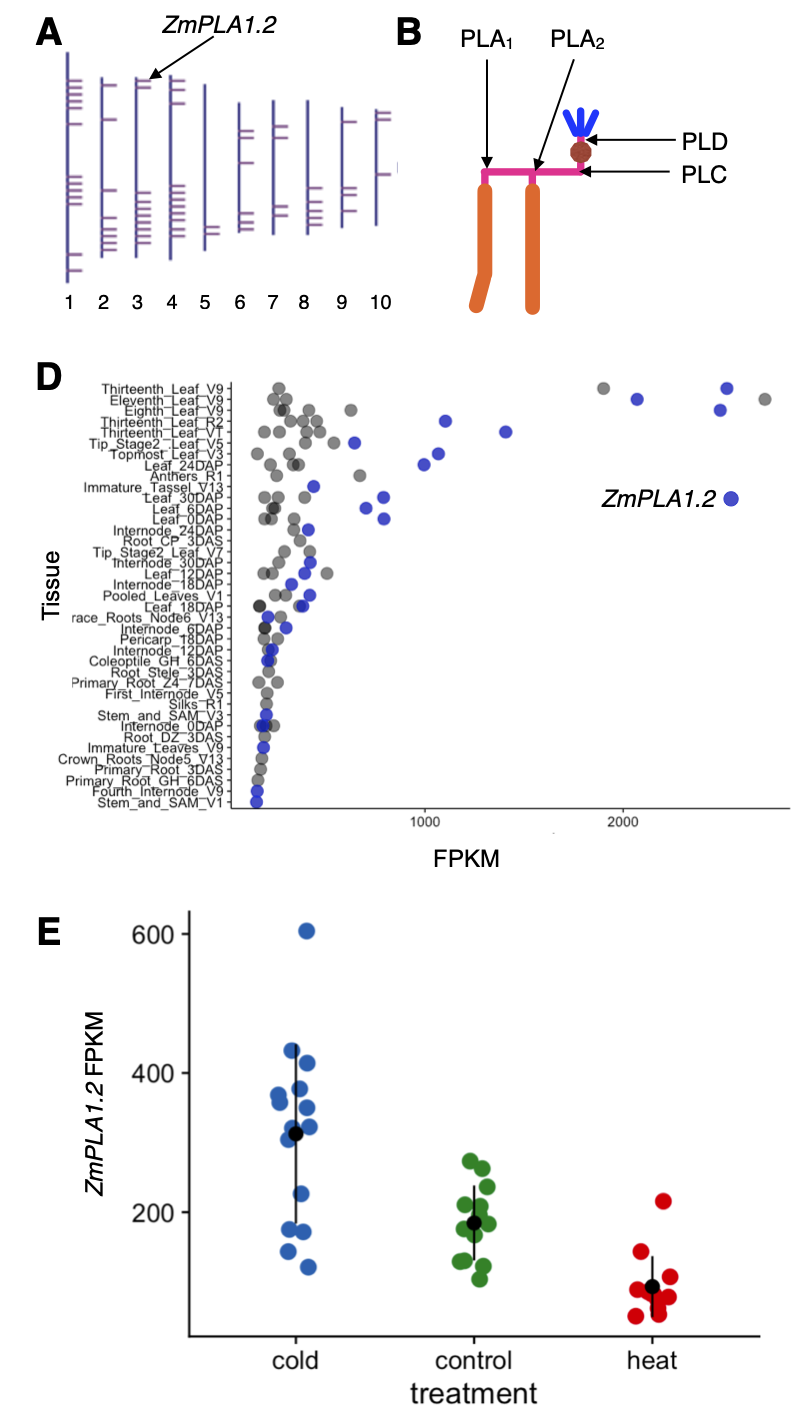 A
ZmPLA1.2
1 2 3 4 5 6 7 8 9 10
B
PLA1
PLA2
PLD
PLC
D
Tissue
Thirteenth_Leaf_V9
Eleventh_Leaf_V9
Eighth_Leaf_V9
Thirteenth_Leaf_R2
Thirteenth_Leaf_VT
Tip_Stage2_Leaf_V5
Topmost_Leaf_V3
Leaf_24DAP
Anthers_R1
Immature_Tassel_V13
Leaf_30DAP
Leaf_6DAP
Leaf_0DAP
Internode_24DAP
Root_CP_3DAS
Tip_Stage2_Leaf_V7
Internode_30DAP
Leaf_12DAP
Internode_18DAP
Pooled_Leaves_V1
Leaf_18DAP
race_Roots_Node6_V13
Internode_6DAP
Pericarp_18DAP
Internode_12DAP
Coleoptile_GH_6DAS
Root_Stele_3DAS
Primary_Root_Z4_7DAS
First_Internode_V5
Silks_R1
Stem_and_SAM_V3
Internode_0DAP
Root_DZ_3DAS
Immature_Leaves_V9
Crown_Roots_Node5_V13
Primary_Root_3DAS
Primary_Root_GH_6DAS
Fourth_Internode_V9
Stem_and_SAM_V1
ZmPLA1.2
1000 2000
FPKM
E
ZmPLA1.2 FPKM
600
400
200
cold control heat
treatment